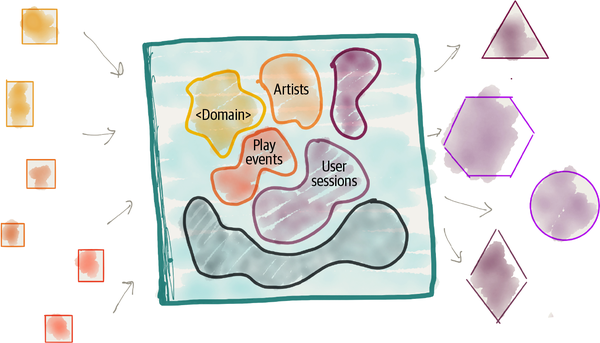 <Domain>
Artists
Play
events
User
sessions